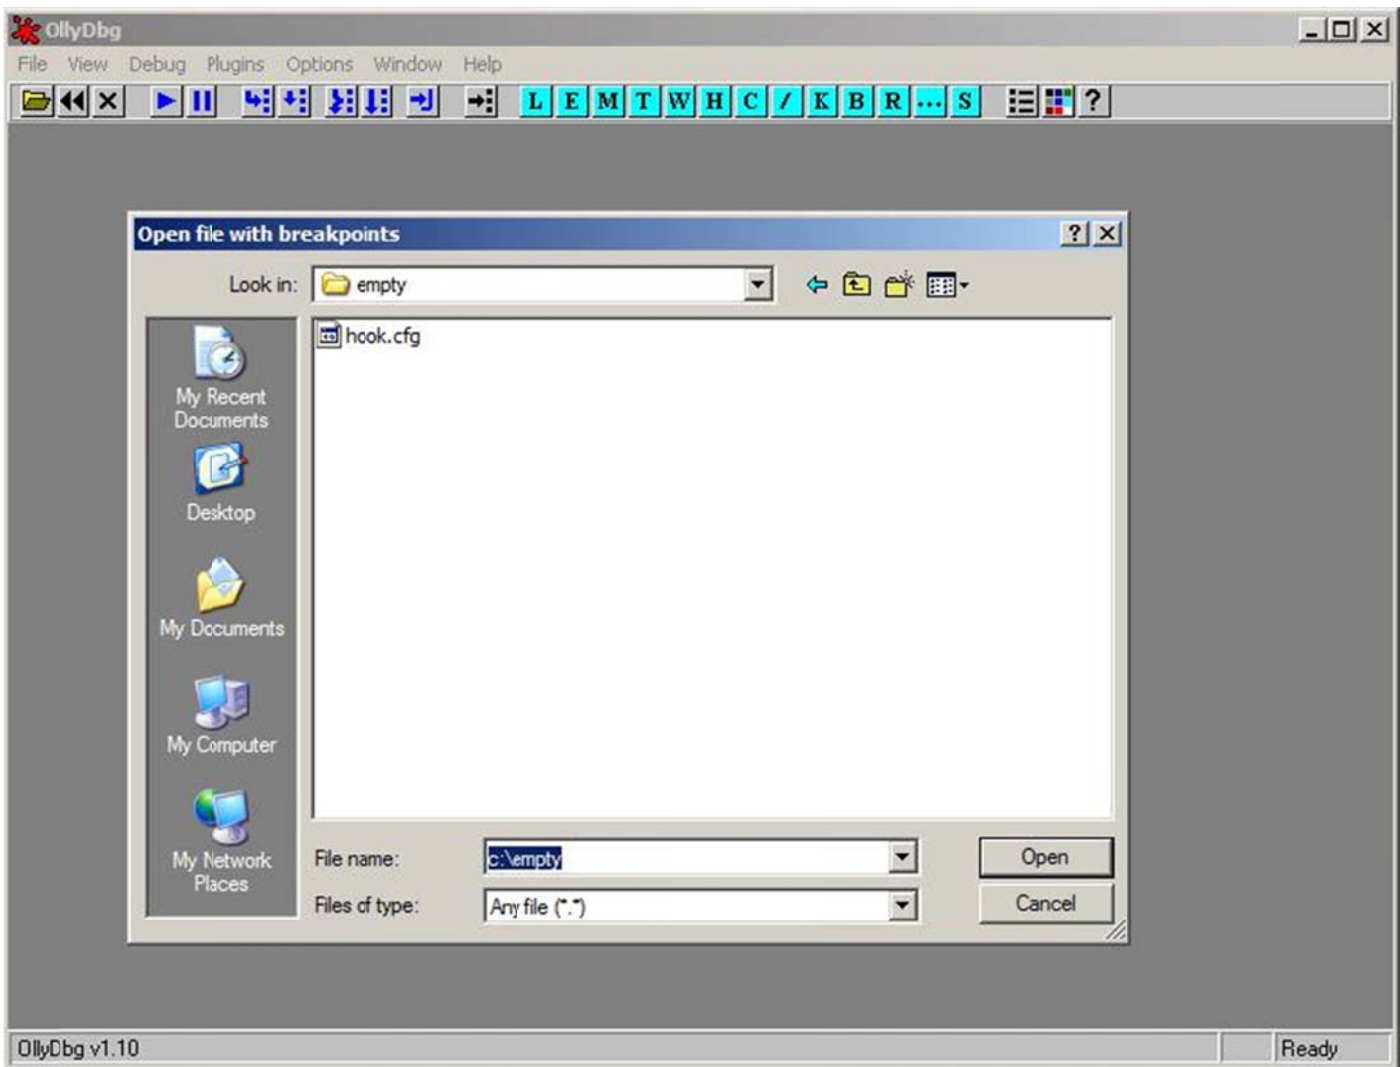 OllyDbg
File View Debug Plugins Options Window Help
L E M T W H C / K B R ... S ?
Open file with breakpoints
Look in: empty
hook.cfg
My Recent
Documents
Desktop
My Documents
My Computer
My Network
Places
File name: c:\empty Open
Files of type: Any file (*.*) Cancel
OllyDbg v1.10 Ready